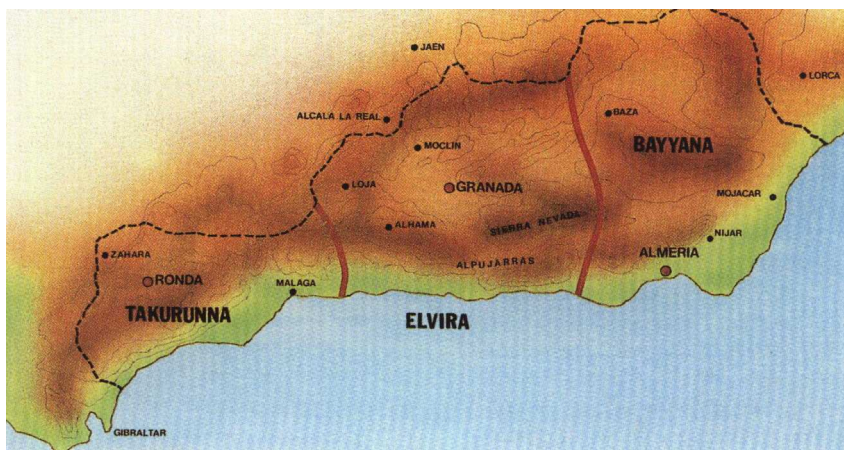 JAEN
LORCA
ALCALA LA REAL
BAZA
MOCLIN
BAYYANA
LOJA
GRANADA
MOJACAR
SIERRA NEVADA
ALHAMA
NIJAR
ZAHARA
ALPUJARRAS
ALMERIA
RONDA
MALAGA
TAKURUNNA
ELVIRA
GIBRALTAR